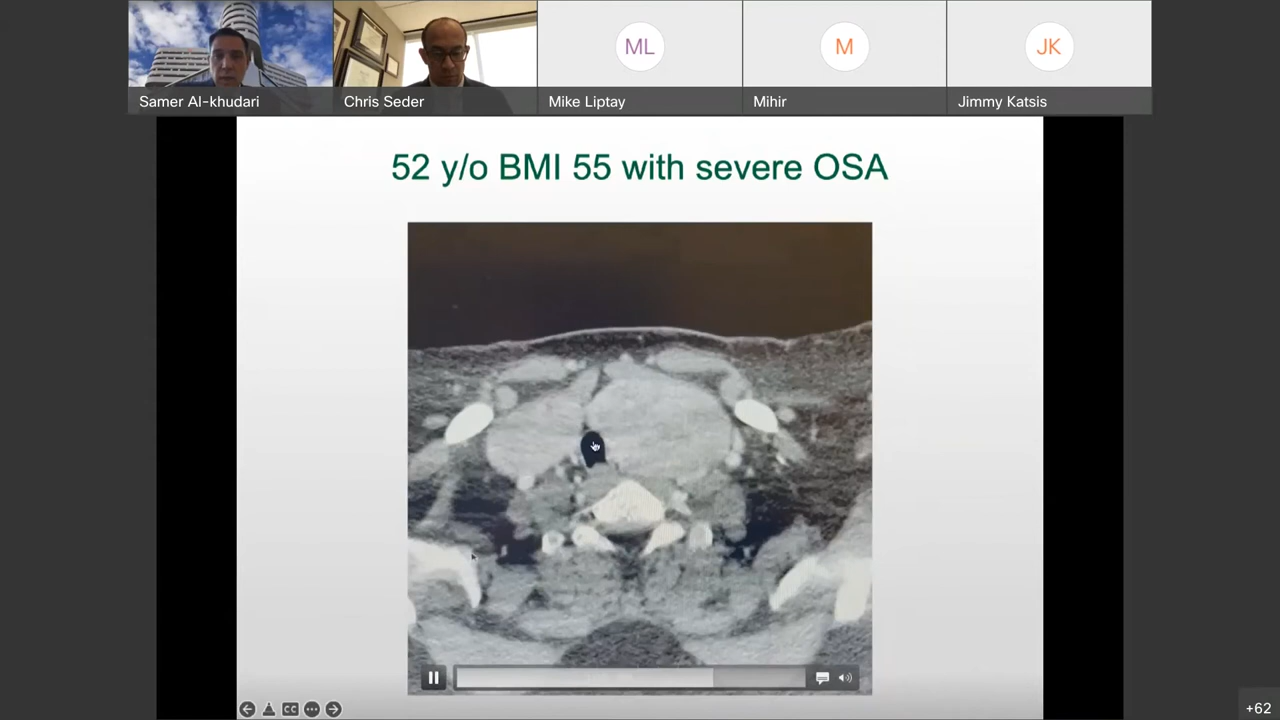 ML
M
JK
Samer Al-khudari
Chris Seder
Mike Liptay
Mihir
Jimmy Katsis
52 y/o BMI 55 with severe OSA
CC
+62